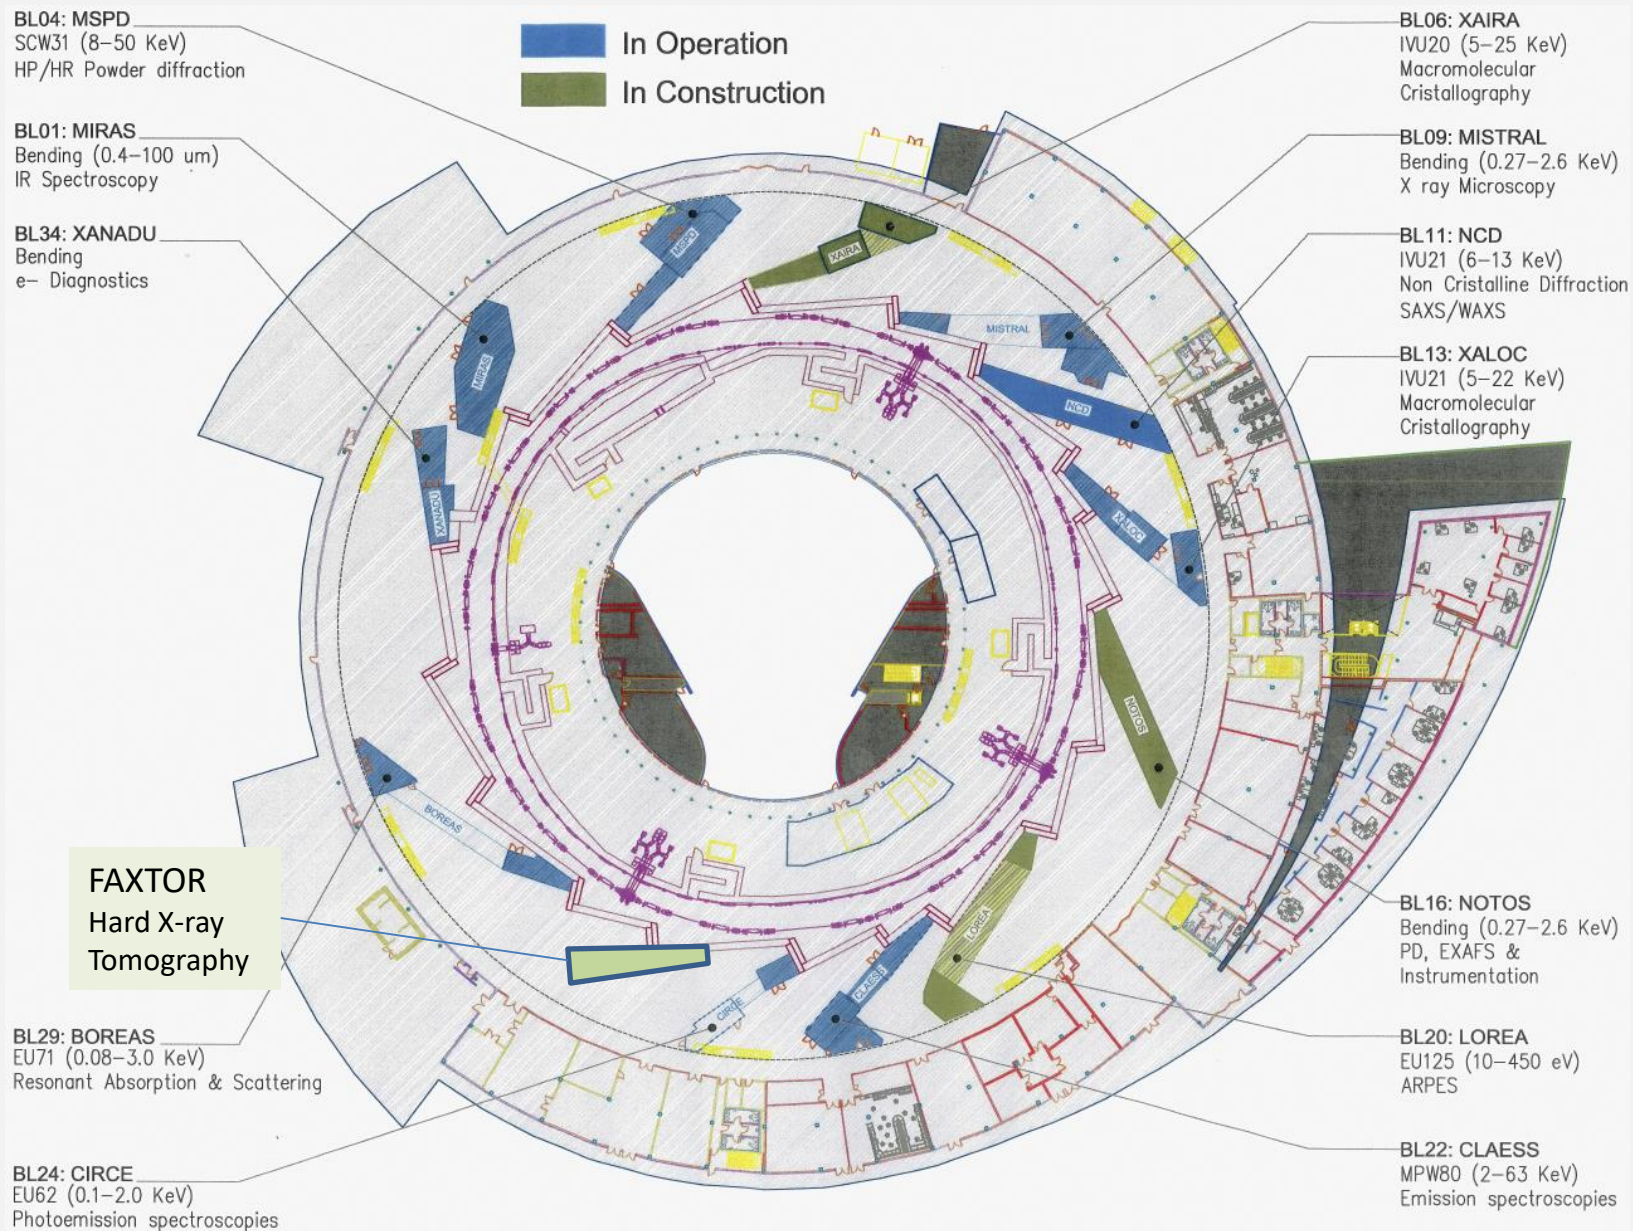 BL04: MSPD
SCW31 (8-50 KeV)
HP/HR Powder diffraction
BL01: MIRAS
Bending (0.4-100 um)
IR Spectroscopy
BL34: XANADU
Bending
e- Diagnostics
In Operation
In Construction
BL06: XAIRA
IVU20 (5-25 KeV)
Macromolecular
Cristallography
BL09: MISTRAL
Bending (0.27-2.6 KeV)
X ray Microscopy
BL11: NCD
IVU21 (6-13 KeV)
Non Cristalline Diffraction
SAXS/WAXS
BL13: XALOC
IVU21 (5-22 KeV)
Macromolecular
Cristallography
MSPD
XAIRA
MISTRAL
MIRAS
NCD
XANADU
XALOC
NOTOS
BOREAS
LOREA
CLAESS
CIRCE
FAXTOR
Hard X-ray
Tomography
BL29: BOREAS
EU71 (0.08-3.0 KeV)
Resonant Absorption & Scattering
BL24: CIRCE
EU62 (0.1-2.0 KeV)
Photoemission spectroscopies
BL16: NOTOS
Bending (0.27-2.6 KeV)
PD, EXAFS &
Instrumentation
BL20: LOREA
EU125 (10-450 eV)
ARPES
BL22: CLAESS
MPW80 (2-63 KeV)
Emission spectroscopies